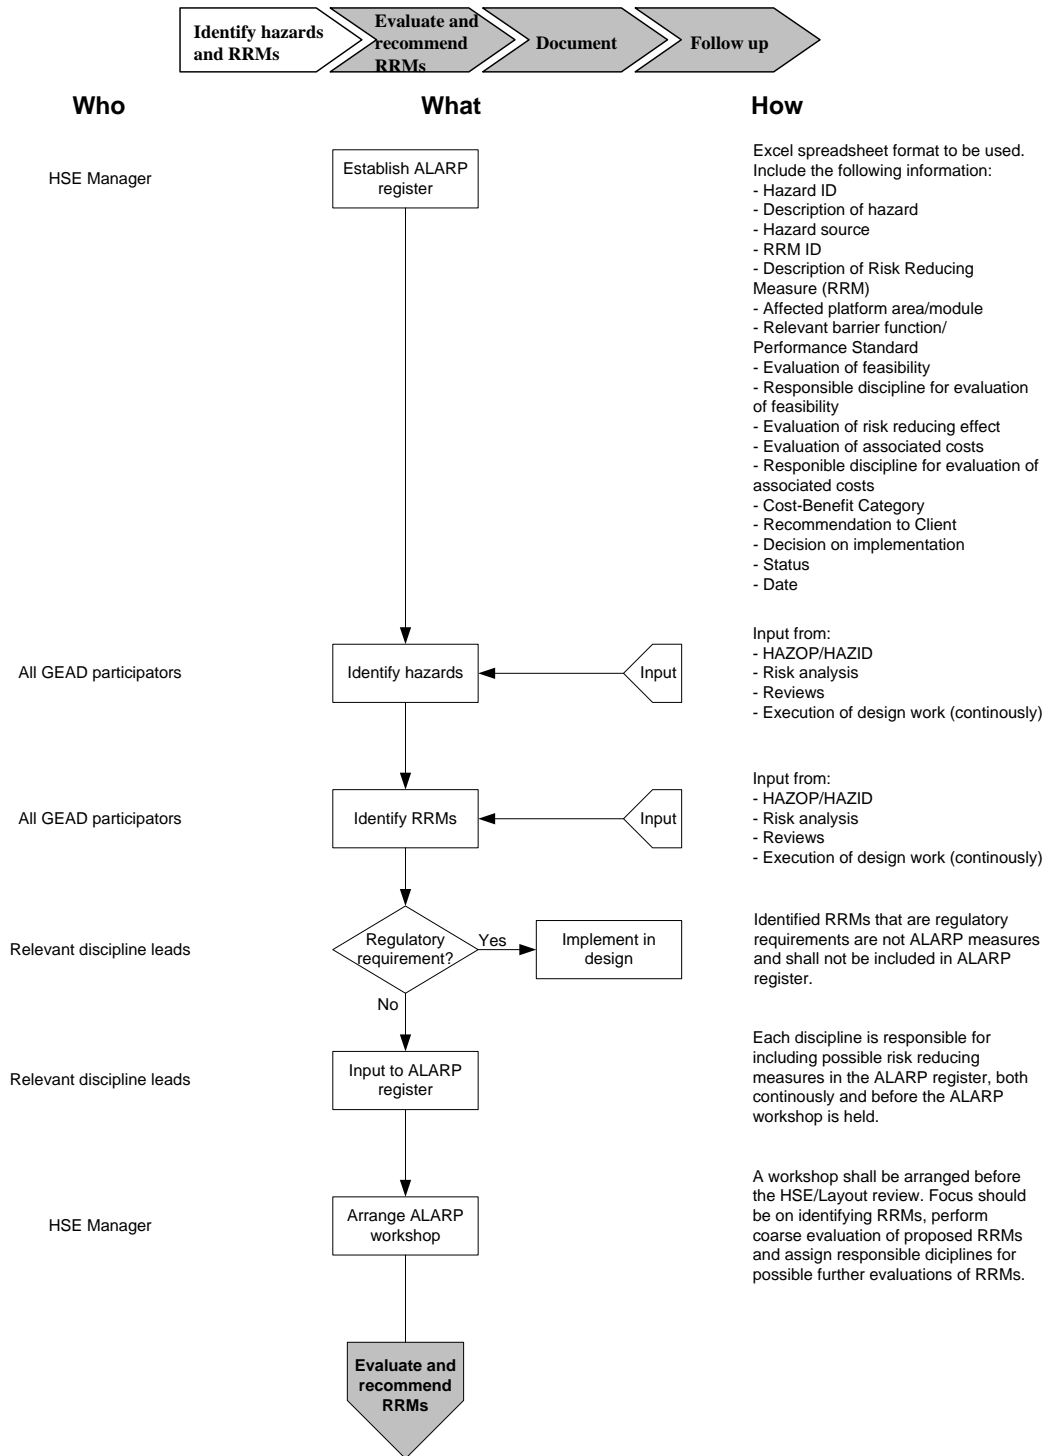 Identify hazards
and RRMs
Evaluate and
recommend
RRMs
Document
Follow up
Who
What
How
HSE Manager
Establish ALARP
register
Excel spreadsheet format to be used.
Include the following information:
- Hazard ID
- Description of hazard
- Hazard source
- RRM ID
- Description of Risk Reducing
Measure (RRM)
- Affected platform area/module
- Relevant barrier function/
Performance Standard
- Evaluation of feasibility
- Responsible discipline for evaluation
of feasibility
- Evaluation of risk reducing effect
- Evaluation of associated costs
- Responible discipline for evaluation of
associated costs
- Cost-Benefit Category
- Recommendation to Client
- Decision on implementation
- Status
- Date
All GEAD participators
Identify hazards
Input
Input from:
- HAZOP/HAZID
- Risk analysis
- Reviews
- Execution of design work (continously)
All GEAD participators
Identify RRMs
Input
Input from:
- HAZOP/HAZID
- Risk analysis
- Reviews
- Execution of design work (continously)
Relevant discipline leads
Regulatory
requirement?
Yes
No
Implement in
design
Identified RRMs that are regulatory
requirements are not ALARP measures
and shall not be included in ALARP
register.
Relevant discipline leads
Input to ALARP
register
Each discipline is responsible for
including possible risk reducing
measures in the ALARP register, both
continously and before the ALARP
workshop is held.
HSE Manager
Arrange ALARP
workshop
A workshop shall be arranged before
the HSE/Layout review. Focus should
be on identifying RRMs, perform
coarse evaluation of proposed RRMs
and assign responsible diciplines for
possible further evaluations of RRMs.
Evaluate and
recommend
RRMs